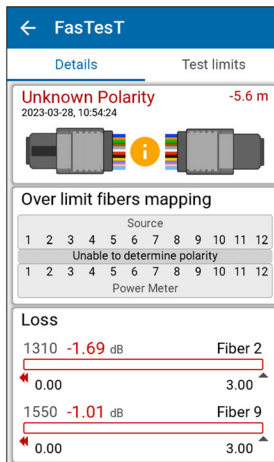 FasTesT
Details Test limits
Unknown Polarity -5.6 m
2023-03-28, 10:54:24
i
Over limit fibers mapping
Source
1 2 3 4 5 6 7 8 9 10 11 12
Unable to determine polarity
1 2 3 4 5 6 7 8 9 10 11 12
Power Meter
Loss
1310 -1.69 dB Fiber 2
0.00 3.00
1550 -1.01 dB Fiber 9
0.00 3.00